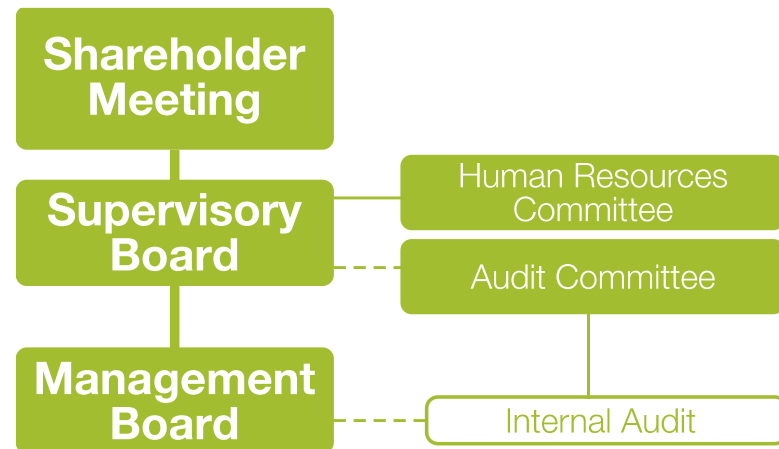 Shareholder
Meeting
Supervisory
Board
Human Resources
Committee
Audit Committee
Management
Board
Internal Audit